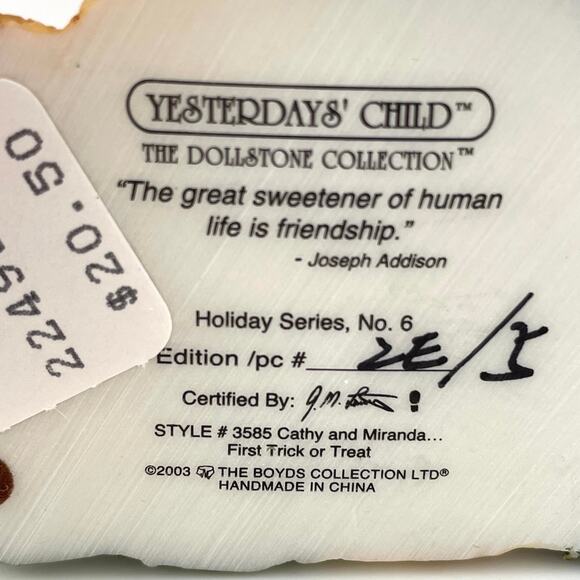 YESTERDAYS' CHILD™
THE DOLLSTONE COLLECTION™
"The great sweetener of human
life is friendship."
- Joseph Addison
Holiday Series, No. 6
Edition /pc # 2E/5
Certified By:
STYLE # 3585 Cathy and Miranda...
First Trick or Treat
©2003 THE BOYDS COLLECTION LTD®
HANDMADE IN CHINA
$20.50